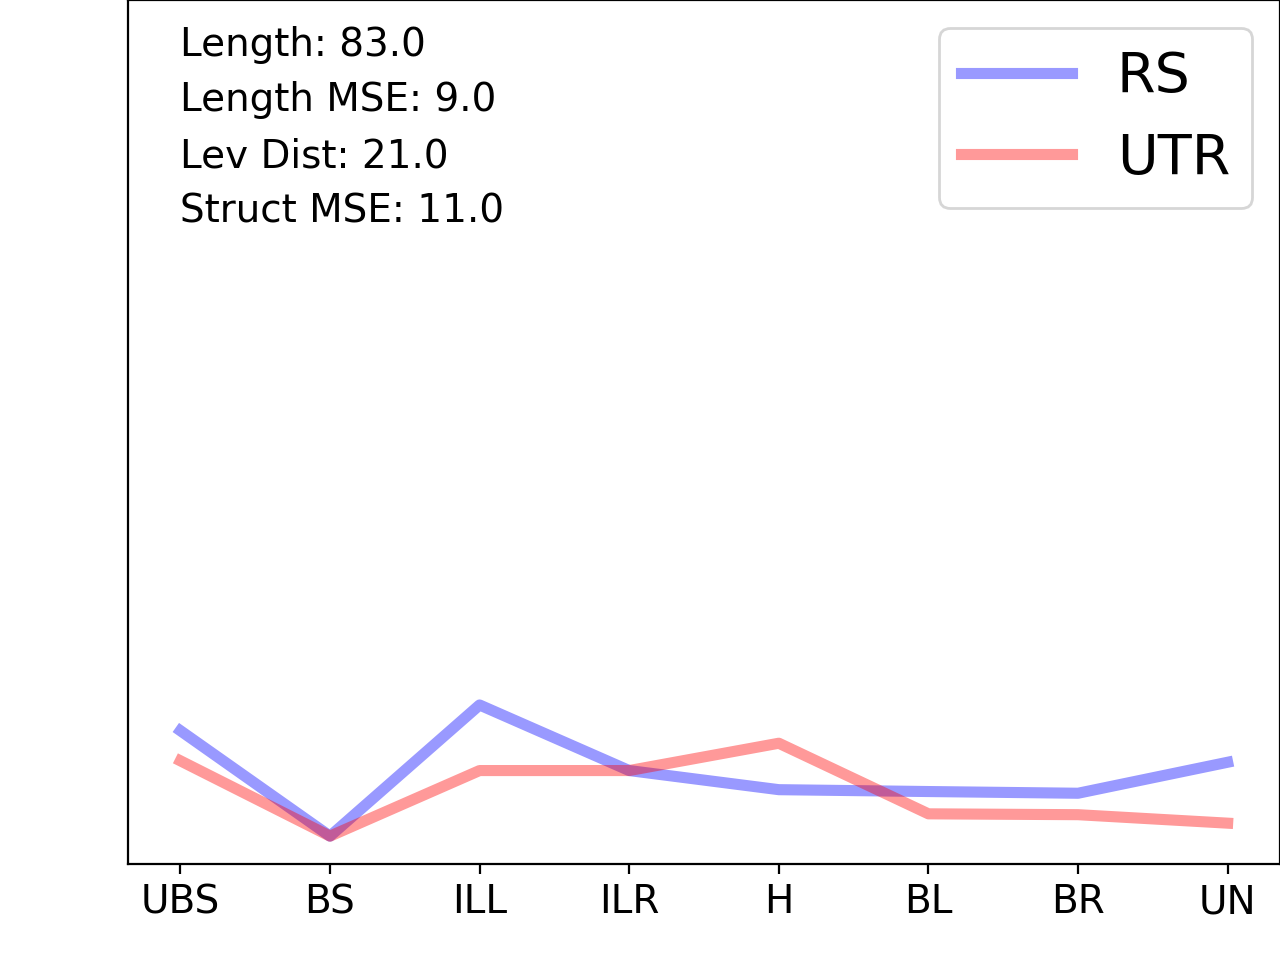 Length: 83.0
Length MSE: 9.0
Lev Dist: 21.0
Struct MSE: 11.0
RS
UTR
UBS BS ILL ILR H BL BR UN